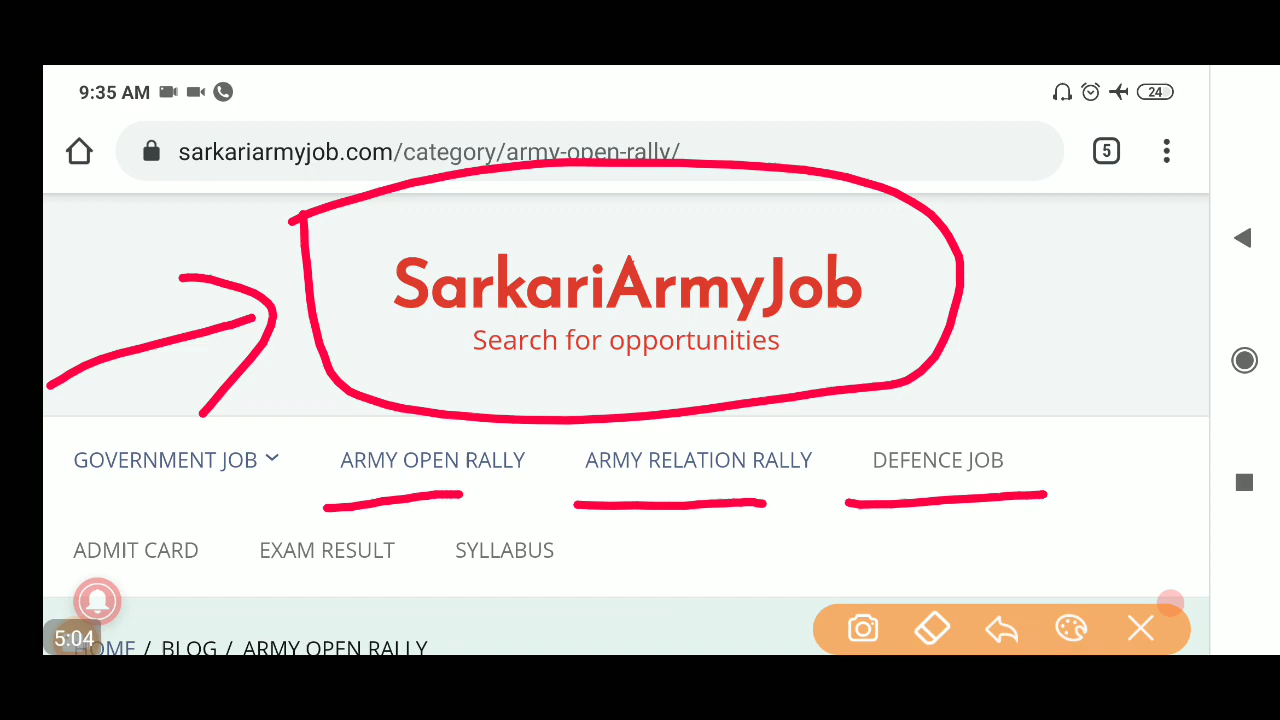 9:35 AM 24
sarkariarmyjob.com/category/army-open-rally/ 5
SarkariArmyJob
Search for opportunities
GOVERNMENT JOB ARMY OPEN RALLY ARMY RELATION RALLY DEFENCE JOB
ADMIT CARD EXAM RESULT SYLLABUS
5:04
HOME / BLOG / ARMY OPEN RALLY